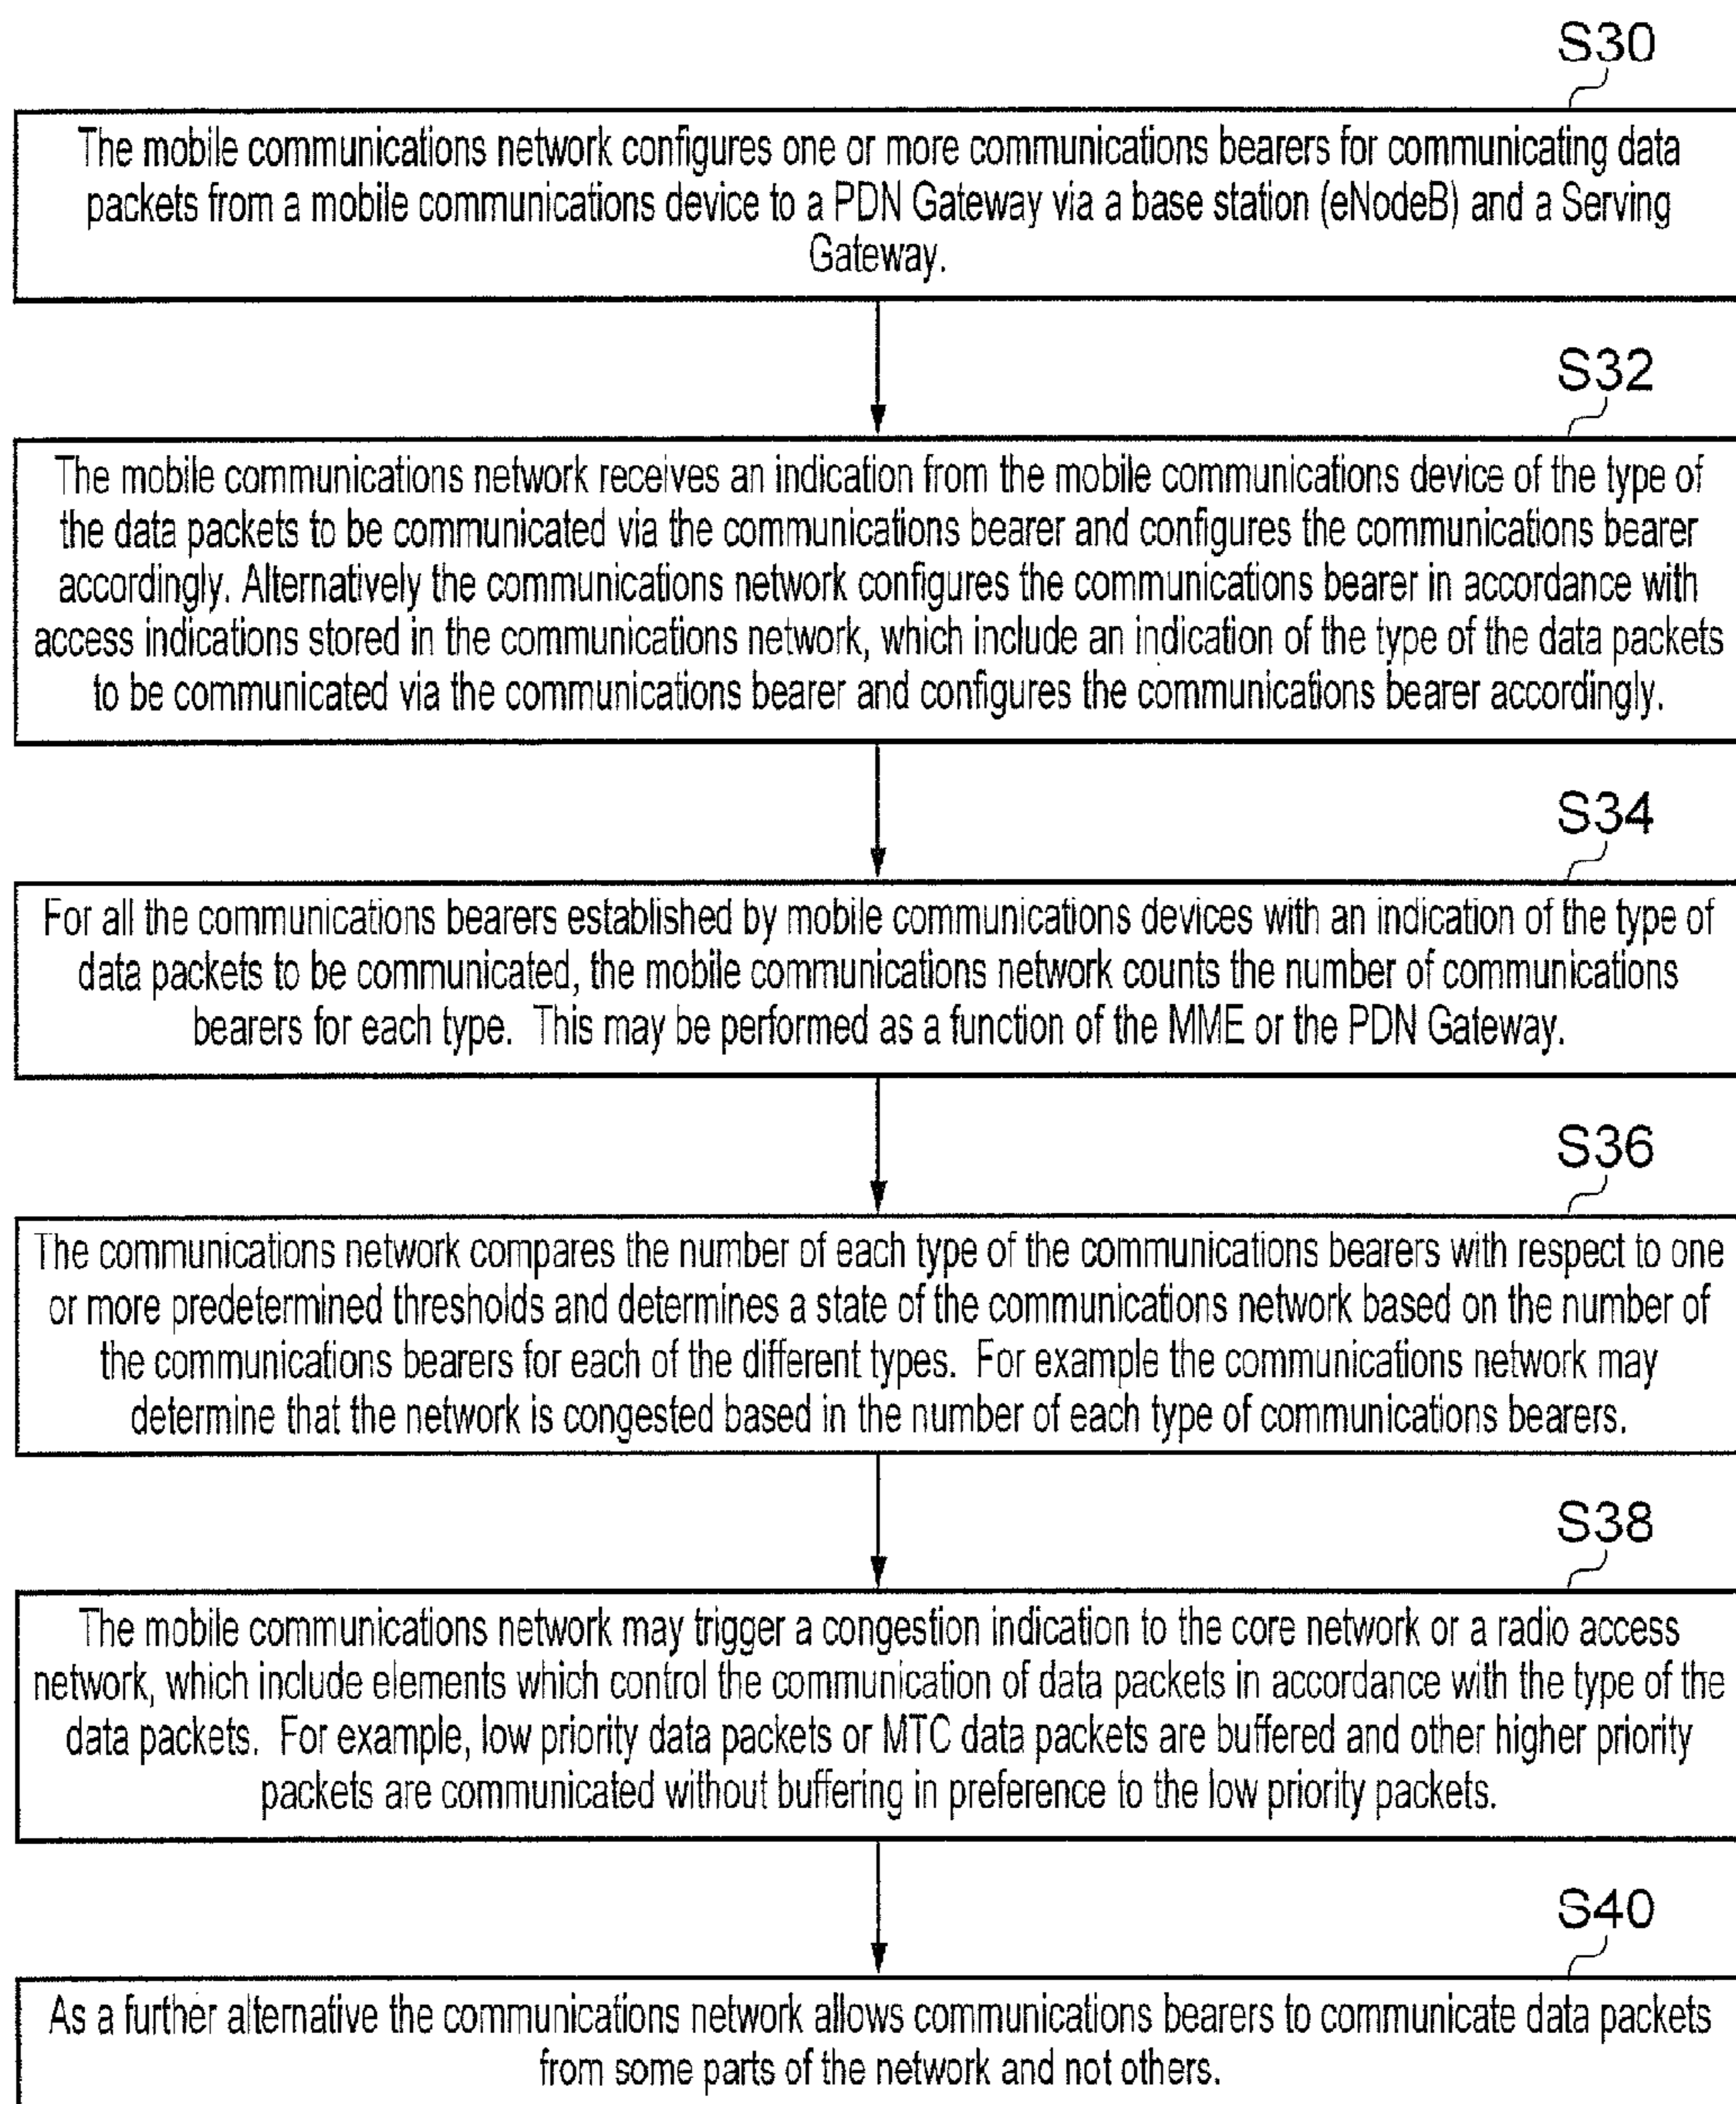 S30
The mobile communications network configures one or more communications bearers for communicating data
packets from a mobile communications device to a PDN Gateway via a base station (eNodeB) and a Serving
Gateway.
S32
The mobile communications network receives an indication from the mobile communications device of the type of
the data packets to be communicated via the communications bearer and configures the communications bearer
accordingly. Alternatively the communications network configures the communications bearer in accordance with
access indications stored in the communications network, which include an indication of the type of the data packets
to be communicated via the communications bearer and configures the communications bearer accordingly.
S34
For all the communications bearers established by mobile communications devices with an indication of the type of
data packets to be communicated, the mobile communications network counts the number of communications
bearers for each type. This may be performed as a function of the MME or the PDN Gateway.
S36
The communications network compares the number of each type of the communications bearers with respect to one
or more predetermined thresholds and determines a state of the communications network based on the number of
the communications bearers for each of the different types. For example the communications network may
determine that the network is congested based in the number of each type of communications bearers.
S38
The mobile communications network may trigger a congestion indication to the core network or a radio access
network, which include elements which control the communication of data packets in accordance with the type of the
data packets. For example, low priority data packets or MTC data packets are buffered and other higher priority
packets are communicated without buffering in preference to the low priority packets.
S40
As a further alternative the communications network allows communications bearers to communicate data packets
from some parts of the network and not others.